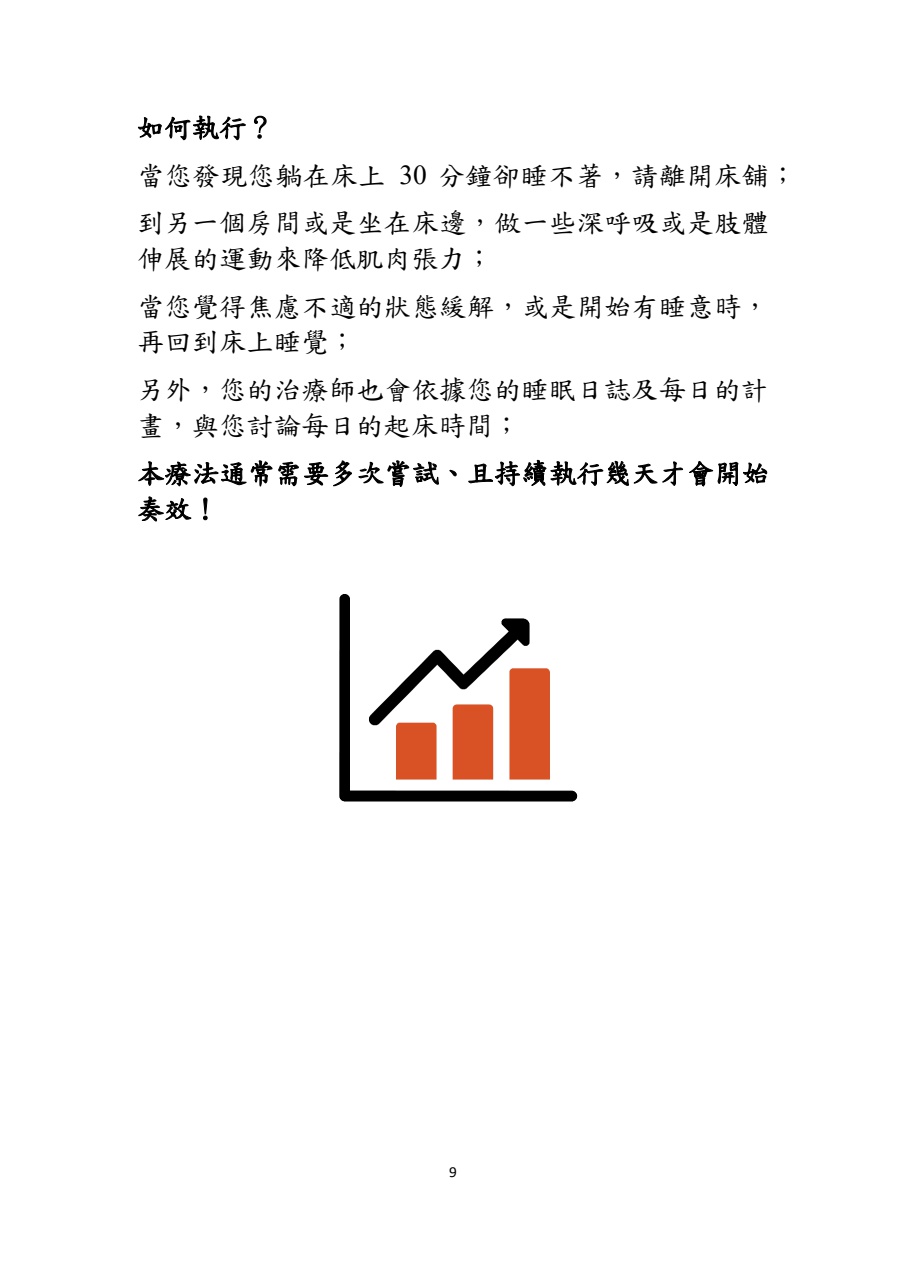 如何執行？
當您發現您躺在床上 30 分鐘卻睡不著，請離開床舖；
到另一個房間或是坐在床邊，做一些深呼吸或是肢體
伸展的運動來降低肌肉張力；
當您覺得焦慮不適的狀態緩解，或是開始有睡意時，
再回到床上睡覺；
另外，您的治療師也會依據您的睡眠日誌及每日的計
畫，與您討論每日的起床時間；
本療法通常需要多次嘗試、且持續執行幾天才會開始
奏效！
9